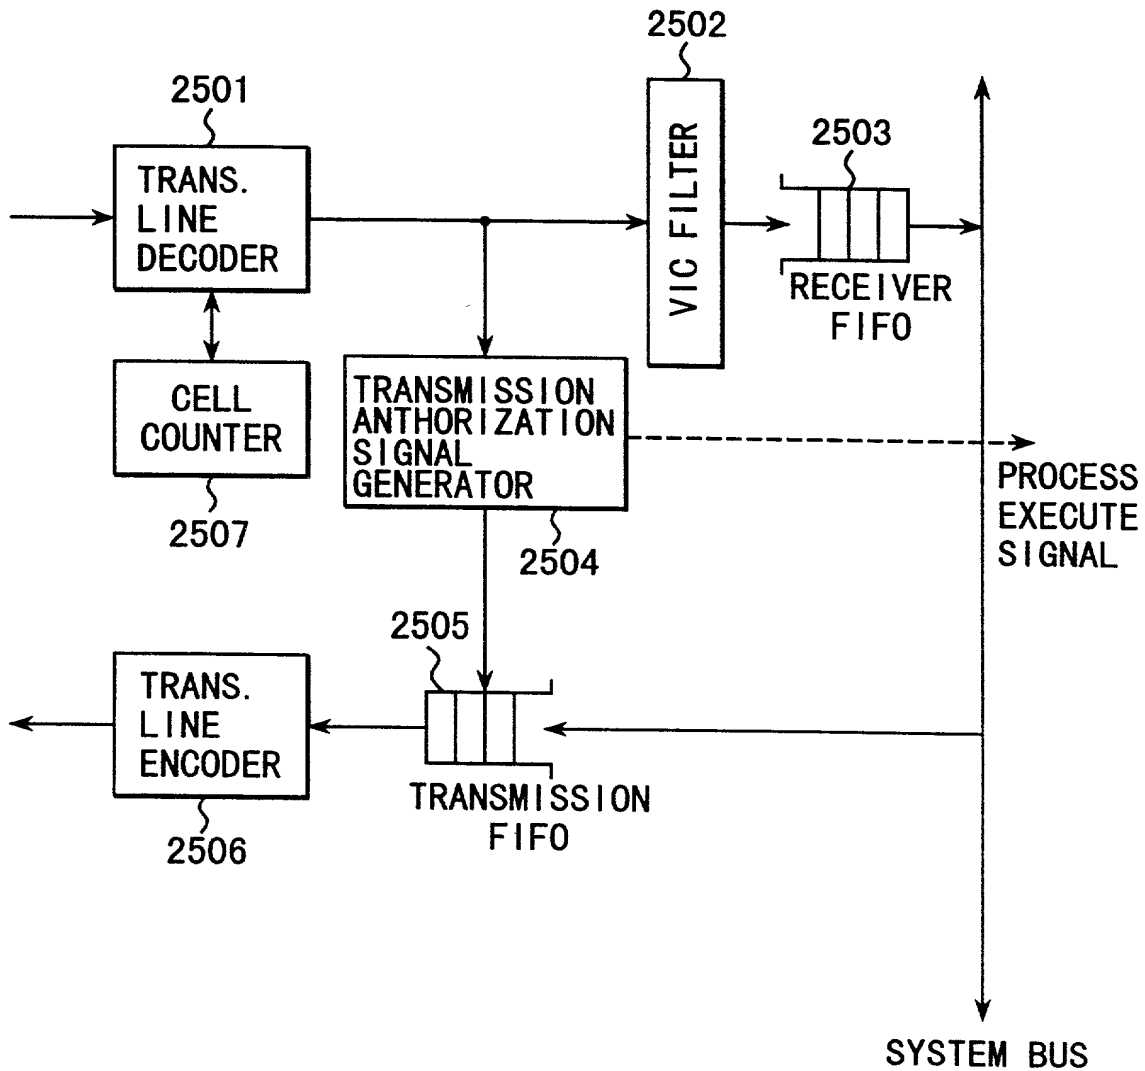 2502
2501
2503
TRANS.
LINE
DECODER
VIC FILTER
RECEIVER
FIFO
CELL
COUNTER
TRANSMISSION
ANTHORIZATION
SIGNAL
GENERATOR
PROCESS
EXECUTE
SIGNAL
2507
2504
2505
TRANS.
LINE
ENCODER
TRANSMISSION
FIFO
2506
SYSTEM BUS